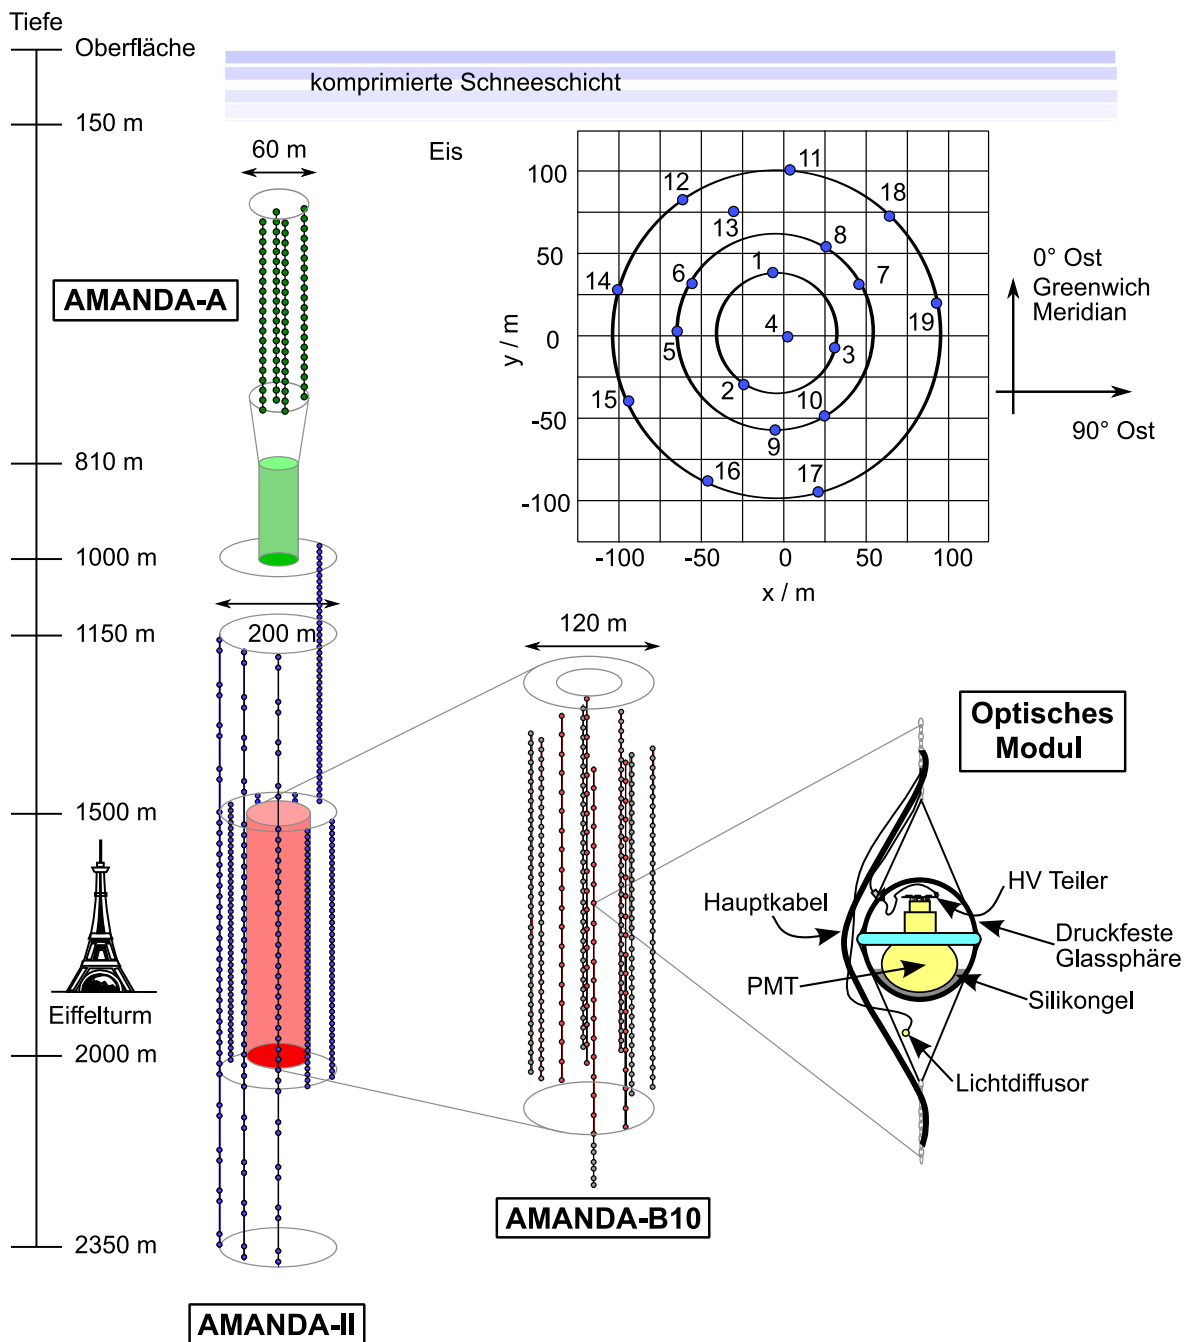 Tiefe
Oberfläche
komprimierte Schneeschicht
150 m
60 m
Eis
AMANDA-A
810 m
1000 m
1150 m
200 m
1500 m
Eiffelturm
2000 m
2350 m
AMANDA-II
100
50
0
-50
-100
y / m
-100
-50
0
50
100
x / m
11
12
18
13
8
1
6
7
14
4
19
5
3
2
15
10
9
16
17
0° Ost
Greenwich
Meridian
90° Ost
120 m
AMANDA-B10
Optisches
Modul
HV Teiler
Hauptkabel
Druckfeste
Glassphäre
PMT
Silikongel
Lichtdiffusor